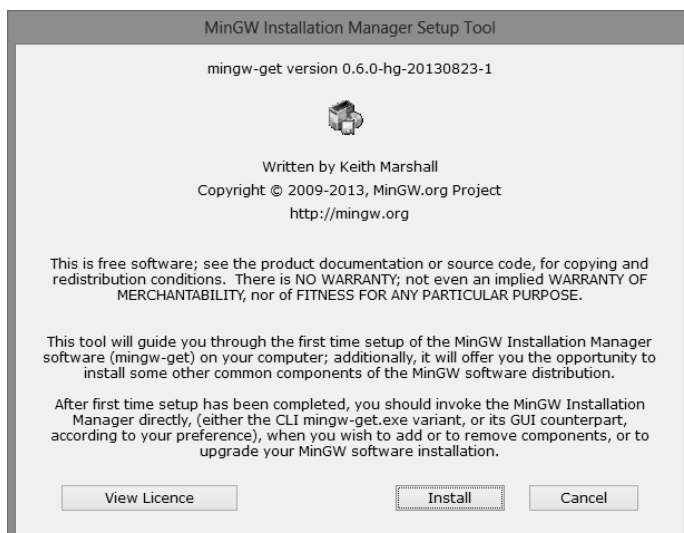 MinGW Installation Manager Setup Tool
mingw-get version 0.6.0-hg-20130823-1
Written by Keith Marshall
Copyright © 2009-2013, MinGW.org Project
http://mingw.org
This is free software; see the product documentation or source code, for copying and
redistribution conditions.  There is NO WARRANTY; not even an implied WARRANTY OF
MERCHANTABILITY, nor of FITNESS FOR ANY PARTICULAR PURPOSE.
This tool will guide you through the first time setup of the MinGW Installation Manager
software (mingw-get) on your computer; additionally, it will offer you the opportunity to
install some other common components of the MinGW software distribution.
After first time setup has been completed, you should invoke the MinGW Installation
Manager directly, (either the CLI mingw-get.exe variant, or its GUI counterpart,
according to your preference), when you wish to add or to remove components, or to
upgrade your MinGW software installation.
View Licence Install Cancel